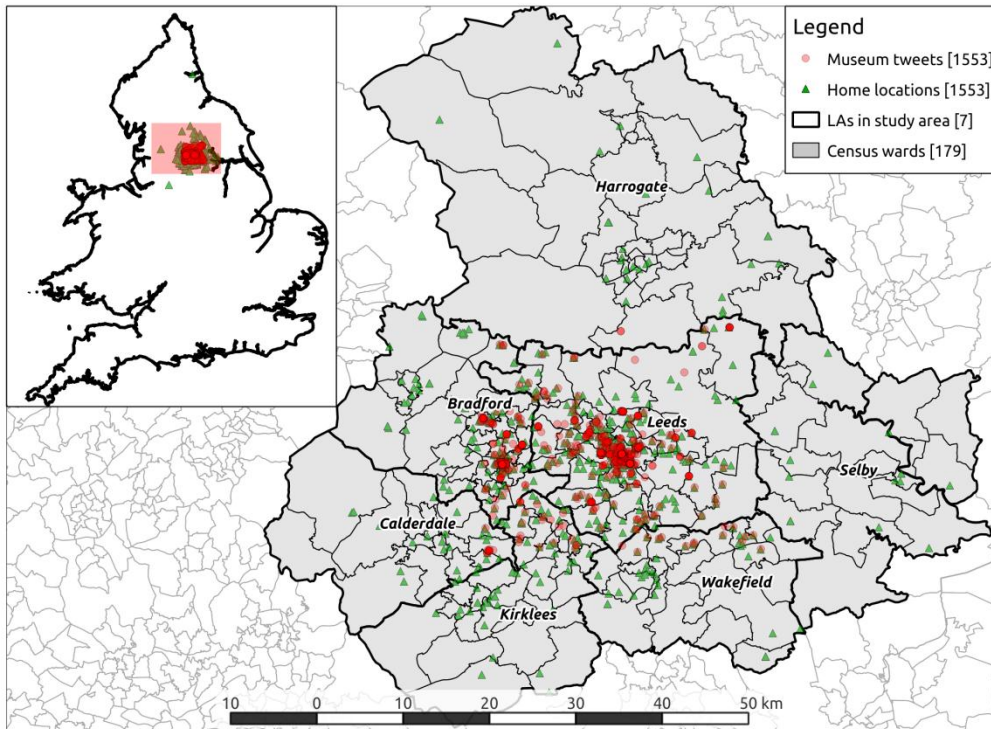 Legend
Museum tweets [1553]
Home locations [1553]
LAs in study area [7]
Census wards [179]
Harrogate
Bradford
Leeds
Selby
Calderdale
Wakefield
Kirklees
10 0 10 20 30 40 50 km